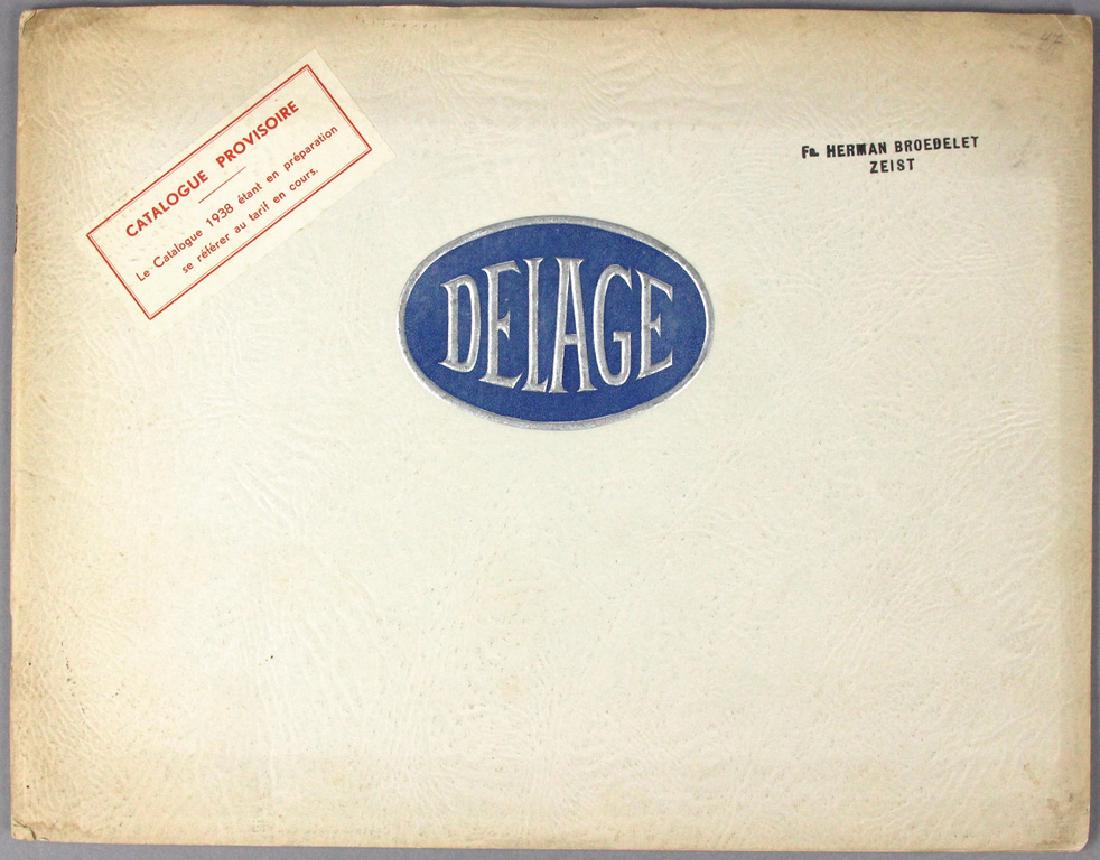 CATALOGUE PROVISOIRE
Le Catalogue 1938 étant en préparation
se référer au tarif en cours.
Fa. HERMAN BROEDELET
ZEIST
DELAGE